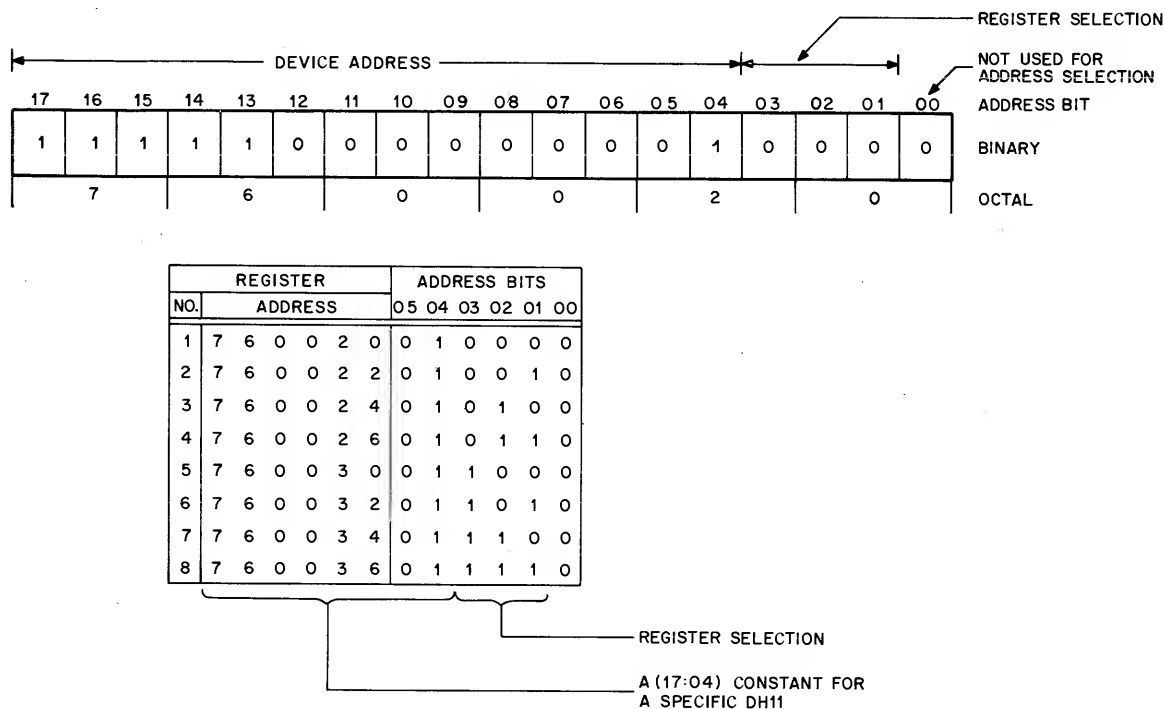 REGISTER SELECTION
DEVICE ADDRESS
NOT USED FOR
ADDRESS SELECTION
17 16 15 14 13 12 11 10 09 08 07 06 05 04 03 02 01 00 ADDRESS BIT
1 1 1 1 1 0 0 0 0 0 0 0 0 1 0 0 0 0 BINARY
7 6 0 0 2 0 OCTAL
REGISTER ADDRESS BITS
NO. ADDRESS 05 04 03 02 01 00
1 7 6 0 0 2 0 0 1 0 0 0 0
2 7 6 0 0 2 2 0 1 0 0 1 0
3 7 6 0 0 2 4 0 1 0 1 0 0
4 7 6 0 0 2 6 0 1 0 1 1 0
5 7 6 0 0 3 0 0 1 1 0 0 0
6 7 6 0 0 3 2 0 1 1 0 1 0
7 7 6 0 0 3 4 0 1 1 1 0 0
8 7 6 0 0 3 6 0 1 1 1 1 0
REGISTER SELECTION
A (17:04) CONSTANT FOR
A SPECIFIC DH11